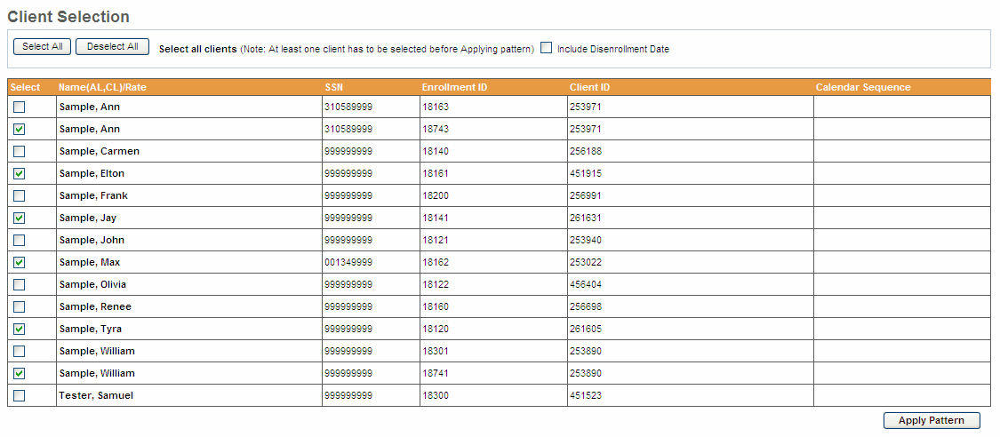 Client Selection
Select All Deselect All Select all clients (Note: At least one client has to be selected before Applying pattern) Include Disenrollment Date
Select Name(AL,CL)/Rate SSN Enrollment ID Client ID Calendar Sequence
Sample, Ann 310589999 18163 253971
Sample, Ann 310589999 18743 253971
Sample, Carmen 999999999 18140 256188
Sample, Elton 999999999 18161 451915
Sample, Frank 999999999 18200 256991
Sample, Jay 999999999 18141 261631
Sample, John 999999999 18121 253940
Sample, Max 001349999 18162 253022
Sample, Olivia 999999999 18122 456404
Sample, Renee 999999999 18160 256698
Sample, Tyra 999999999 18120 261605
Sample, William 999999999 18301 253890
Sample, William 999999999 18741 253890
Tester, Samuel 999999999 18300 451523
Apply Pattern